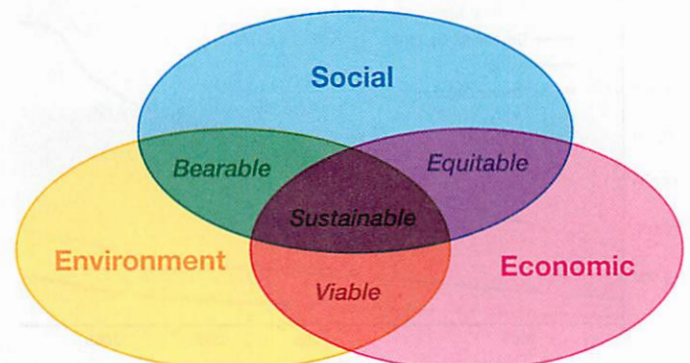 Social
Bearable
Equitable
Sustainable
Environment
Economic
Viable